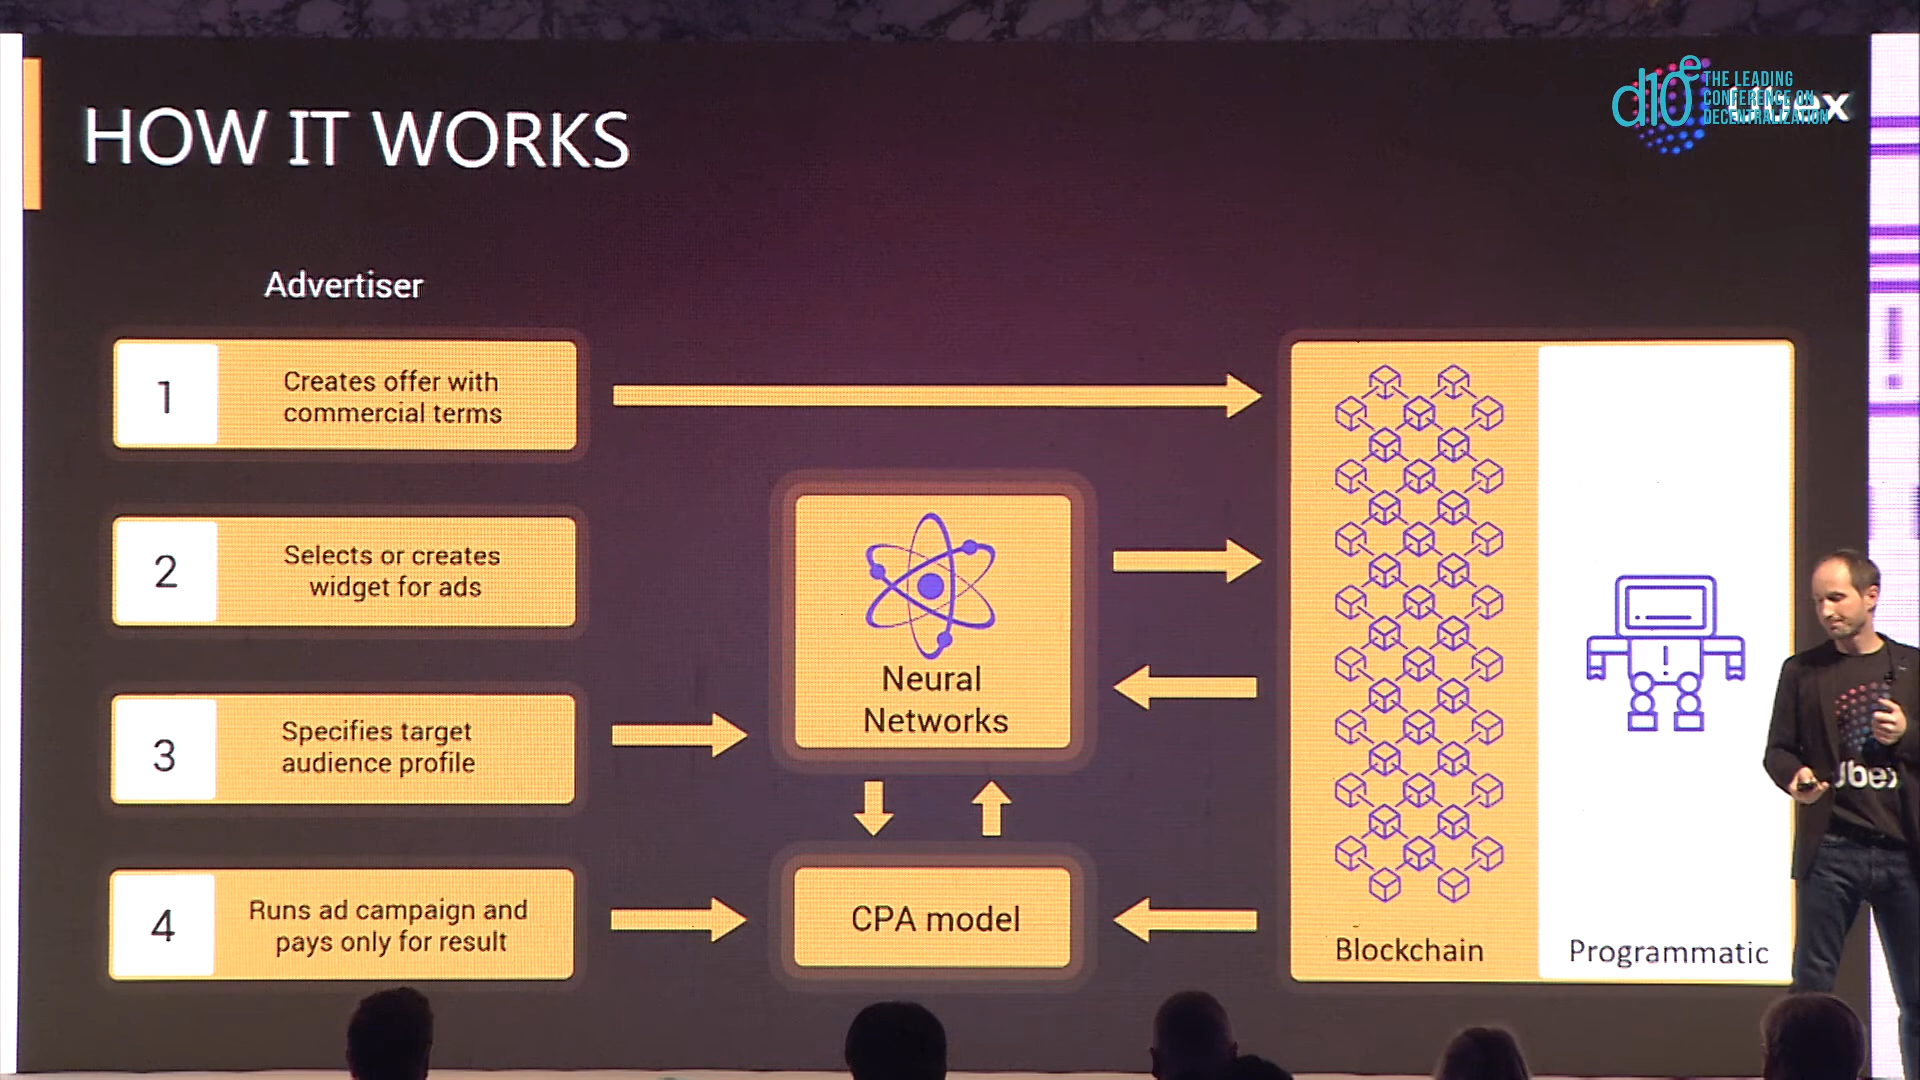 HOW IT WORKS
d10e
THE LEADING
CONFERENCE ON
DECENTRALIZATION
Advertiser
1
Creates offer with
commercial terms
2
Selects or creates
widget for ads
3
Specifies target
audience profile
4
Runs ad campaign and
pays only for result
Neural
Networks
CPA model
Blockchain
Programmatic
Ubex